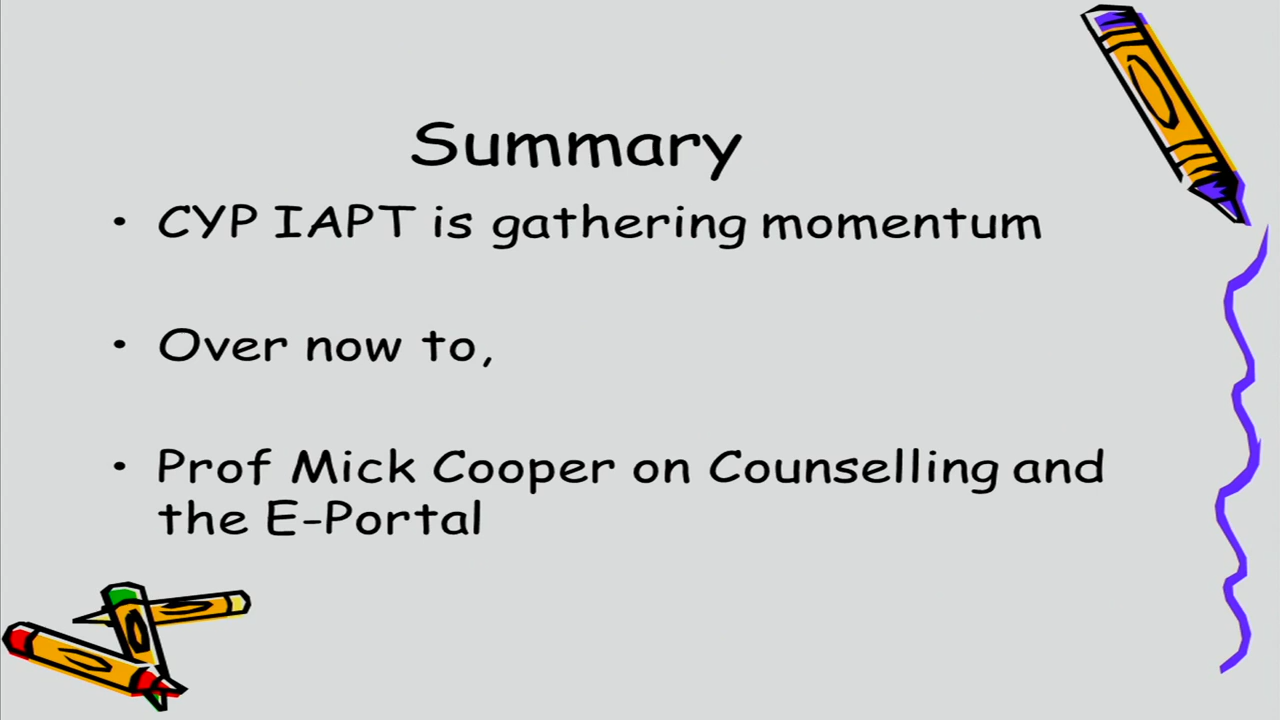 Summary
• CYP IAPT is gathering momentum
• Over now to,
• Prof Mick Cooper on Counselling and
the E-Portal